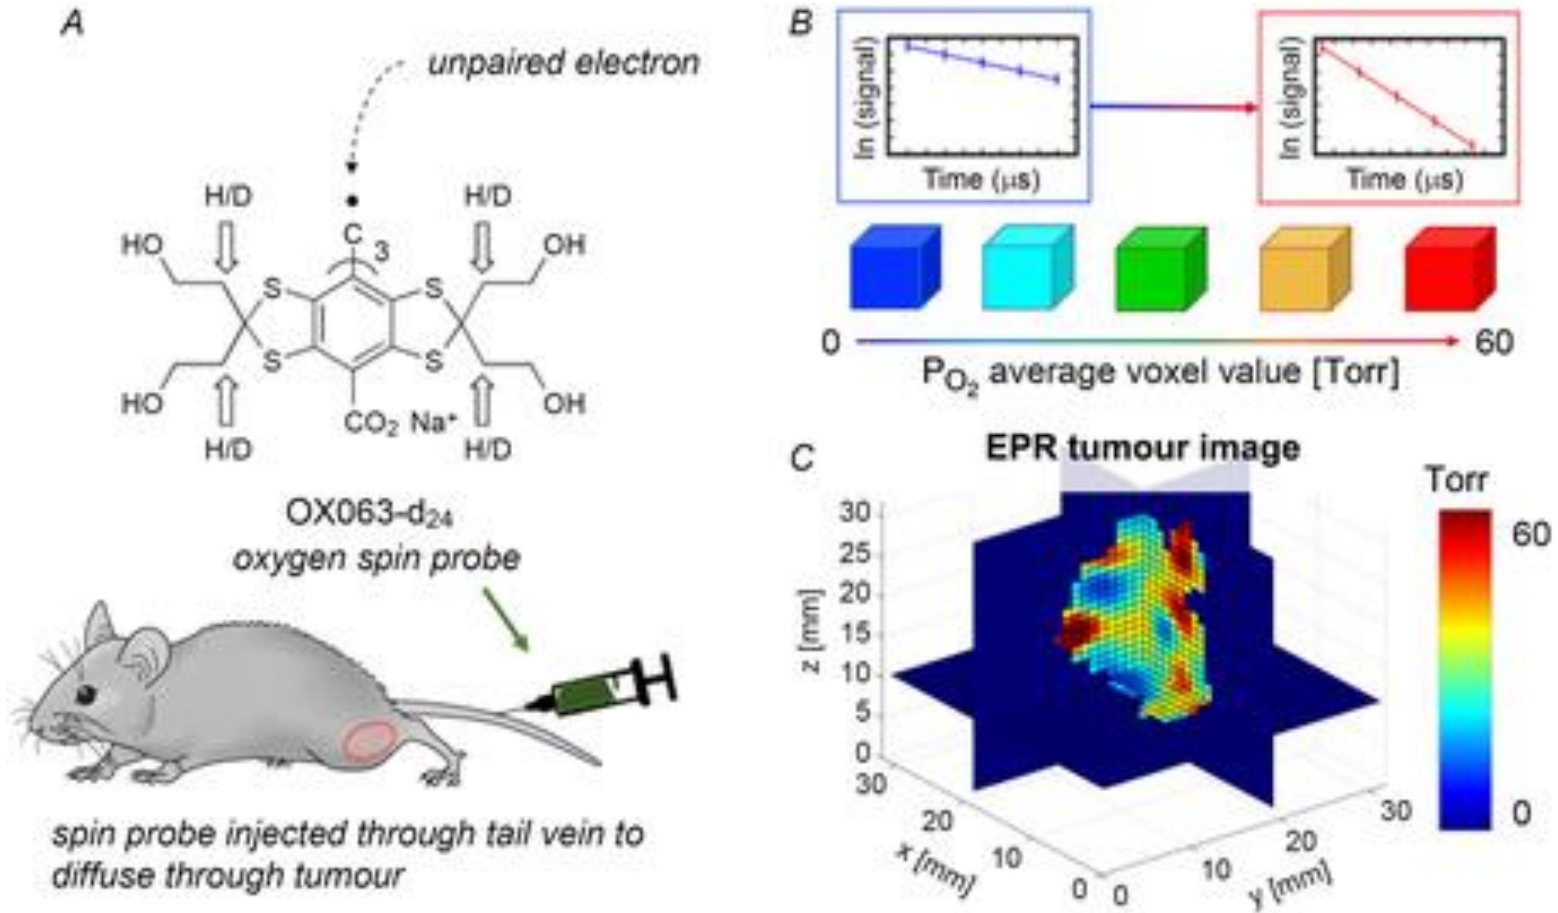 A
unpaired electron
H/D
H/D
HO
C
3
OH
S
S
S
S
HO
OH
CO₂ Na⁺
H/D
H/D
OX063-d₂₄
oxygen spin probe
spin probe injected through tail vein to
diffuse through tumour
B
ln (signal)
Time (μs)
ln (signal)
Time (μs)
0
60
P_O₂ average voxel value [Torr]
C
EPR tumour image
Torr
60
0
z [mm]
30
25
20
15
10
5
0
30
20
10
0
x [mm]
0
10
20
30
y [mm]